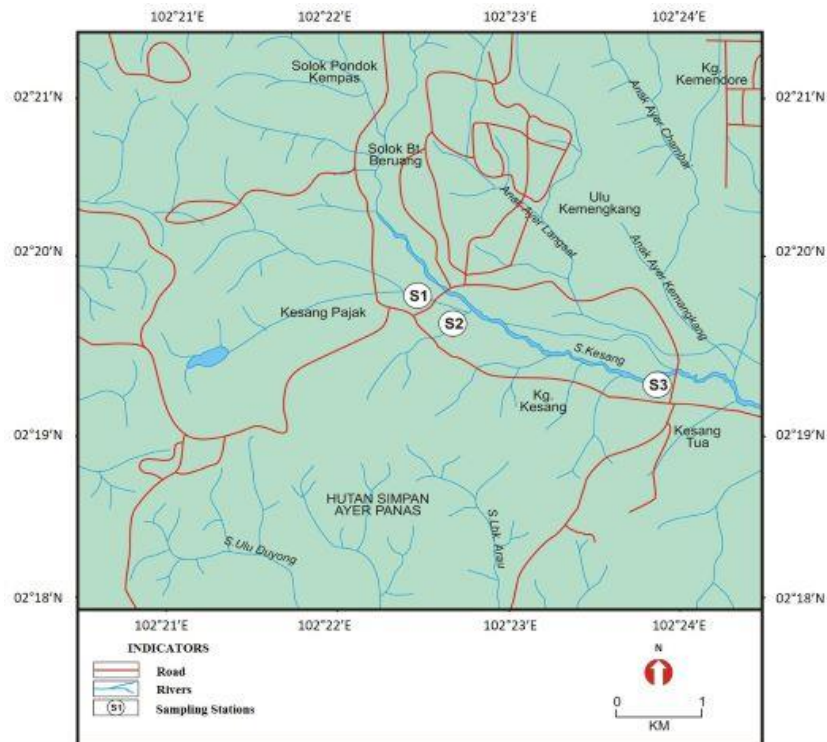 102°21'E 102°22'E 102°23'E 102°24'E
Solok Pondok
Kempas
Kg.
Kemendore
02°21'N 02°21'N
Anak Ayer Chambar
Solok Bt.
Beruang
Anak Ayer Langsat
Ulu
Kemengkang
02°20'N 02°20'N
Anak Ayer Kemangkang
S1
Kesang Pajak
S2
S.Kesang
S3
Kg.
Kesang
02°19'N 02°19'N
Kesang
Tua
HUTAN SIMPAN
AYER PANAS
S.Ulu Duyong
S.Lbk. Arau
02°18'N 02°18'N
102°21'E 102°22'E 102°23'E 102°24'E
INDICATORS
Road
Rivers
S1 Sampling Stations
N
0 1
KM